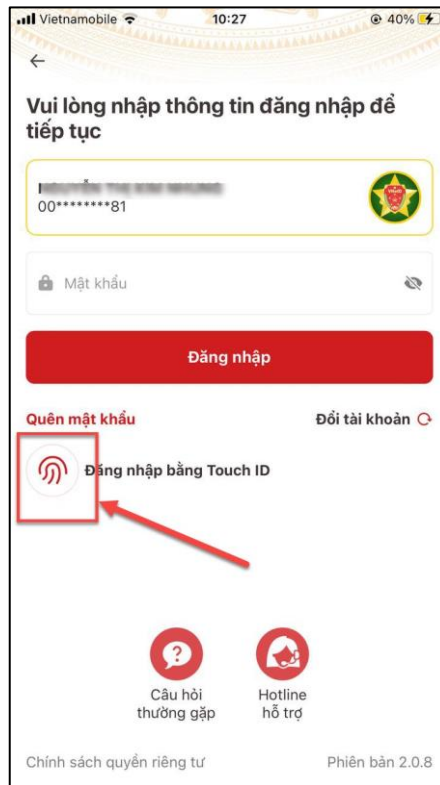 Vietnamobile 10:27 40%
Vui lòng nhập thông tin đăng nhập để
tiếp tục
00********81
Mật khẩu
Đăng nhập
Quên mật khẩu Đổi tài khoản
Đăng nhập bằng Touch ID
?
Câu hỏi Hotline
thường gặp hỗ trợ
Chính sách quyền riêng tư Phiên bản 2.0.8